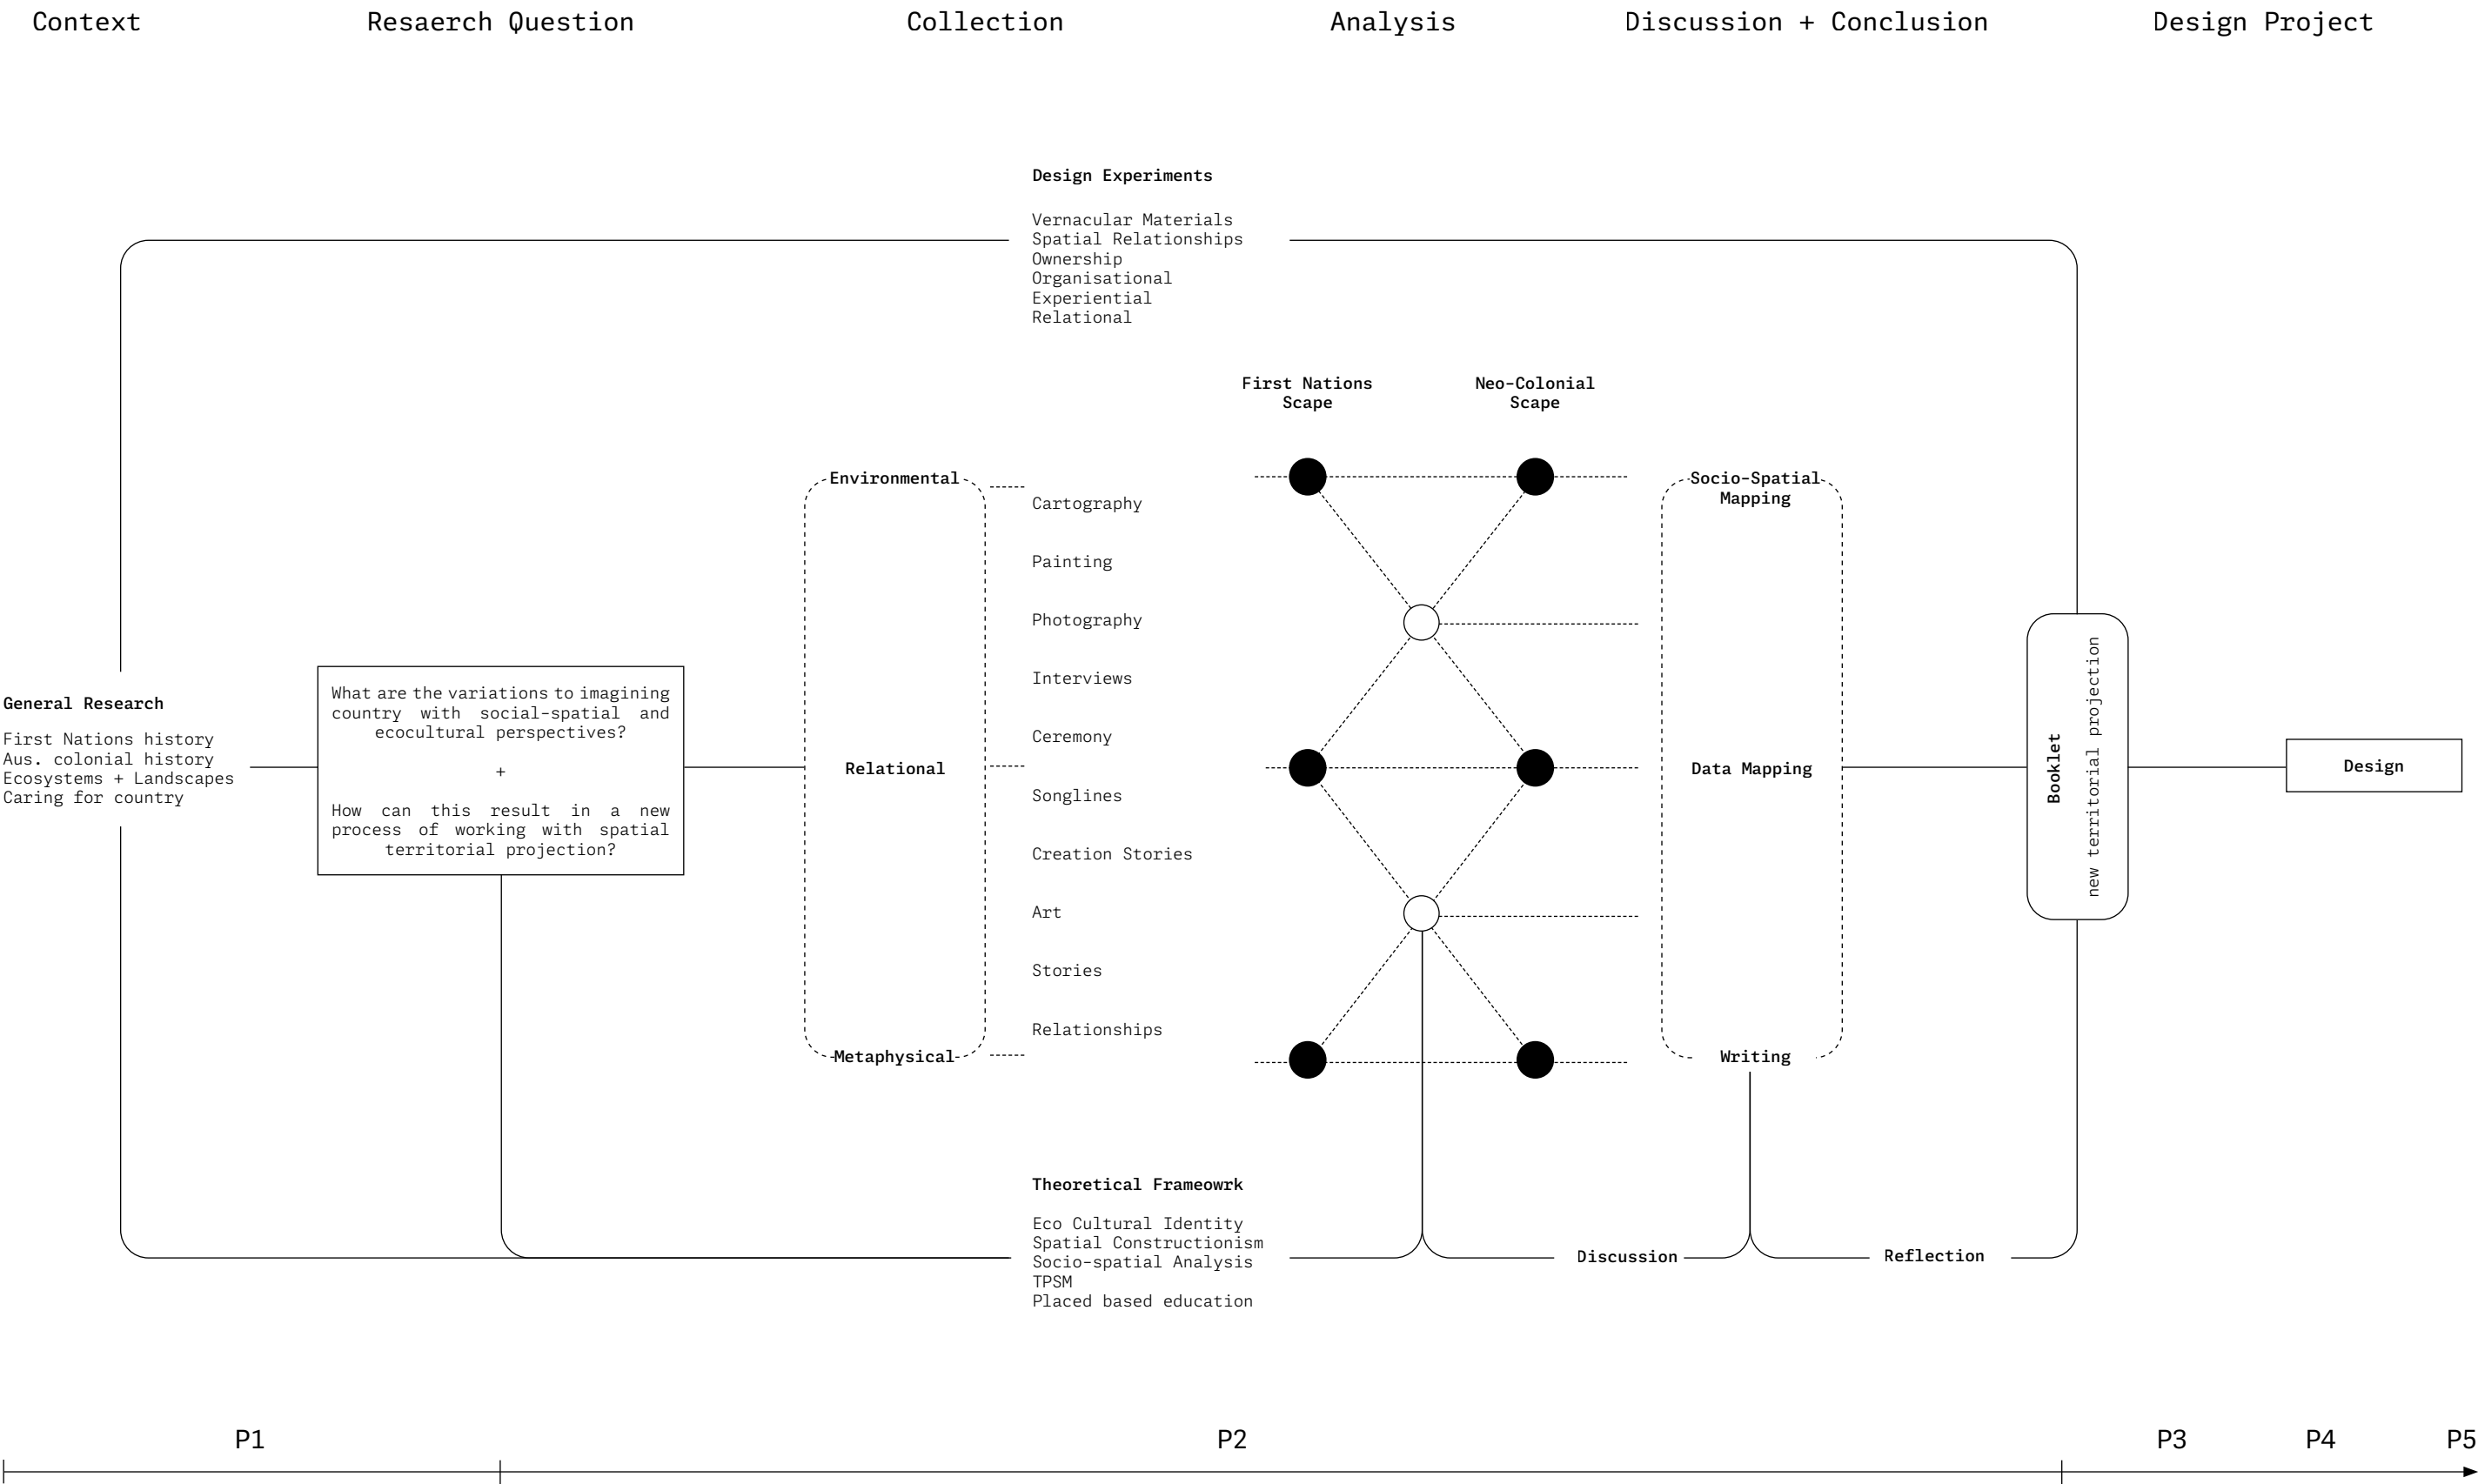 Context
Resaerch Question
Collection
Analysis
Discussion + Conclusion
Design Project
Design Experiments
Vernacular Materials
Spatial Relationships
Ownership
Organisational
Experiential
Relational
First Nations
Scape
Neo-Colonial
Scape
General Research
First Nations history
Aus. colonial history
Ecosystems + Landscapes
Caring for country
What are the variations to imagining
country with social-spatial and
ecocultural perspectives?
+
How can this result in a new
process of working with spatial
territorial projection?
Environmental
Relational
Metaphysical
Cartography
Painting
Photography
Interviews
Ceremony
Songlines
Creation Stories
Art
Stories
Relationships
Socio-Spatial
Mapping
Data Mapping
Writing
Booklet
new territorial projection
Design
Theoretical Frameowrk
Eco Cultural Identity
Spatial Constructionism
Socio-spatial Analysis
TPSM
Placed based education
Discussion
Reflection
P1
P2
P3
P4
P5